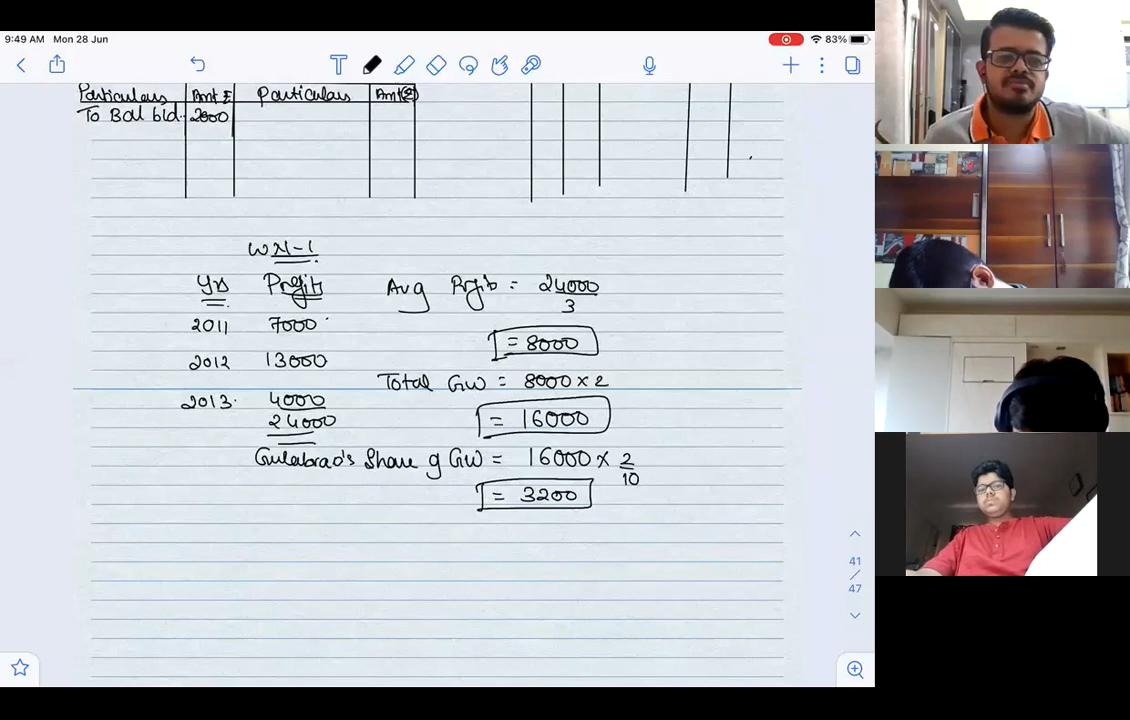 9:49 AM Mon 28 Jun
83%
Particulars Amt ₹ Particulars Amt(₹)
To Ball b/d.. 2000
WN-1
Yrs Profits
2011 7000
2012 13000
2013. 4000
24000
Avg Profit = 24000/3
= 8000
Total GW = 8000 × 2
= 16000
Gulabrao's Share of GW = 16000 × 2/10
= 3200
41
/
47